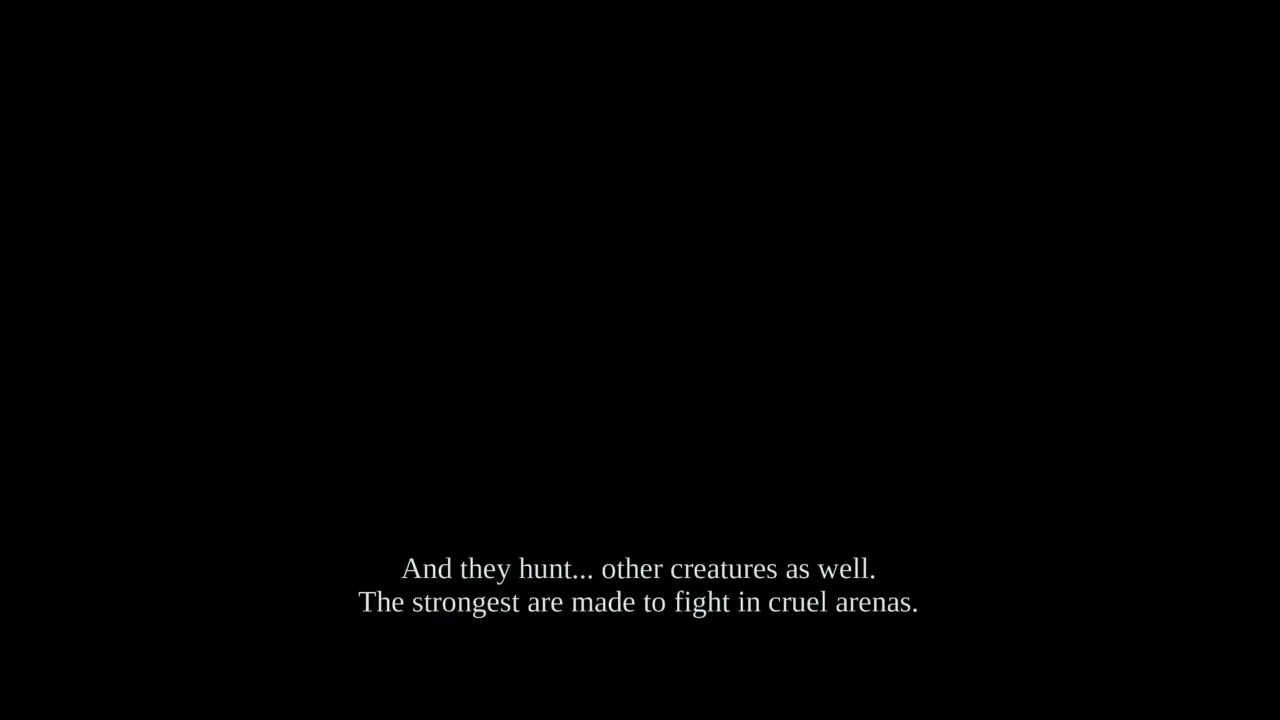 And they hunt... other creatures as well.
The strongest are made to fight in cruel arenas.